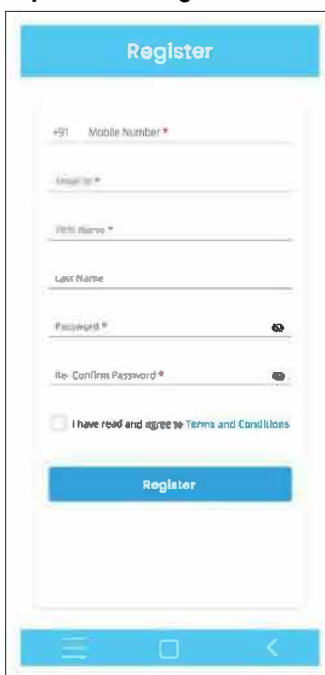 Register
+91 Mobile Number *
Email Id *
First Name *
Last Name
Password *
Re- Confirm Password *
I have read and agree to Terms and Conditions
Register